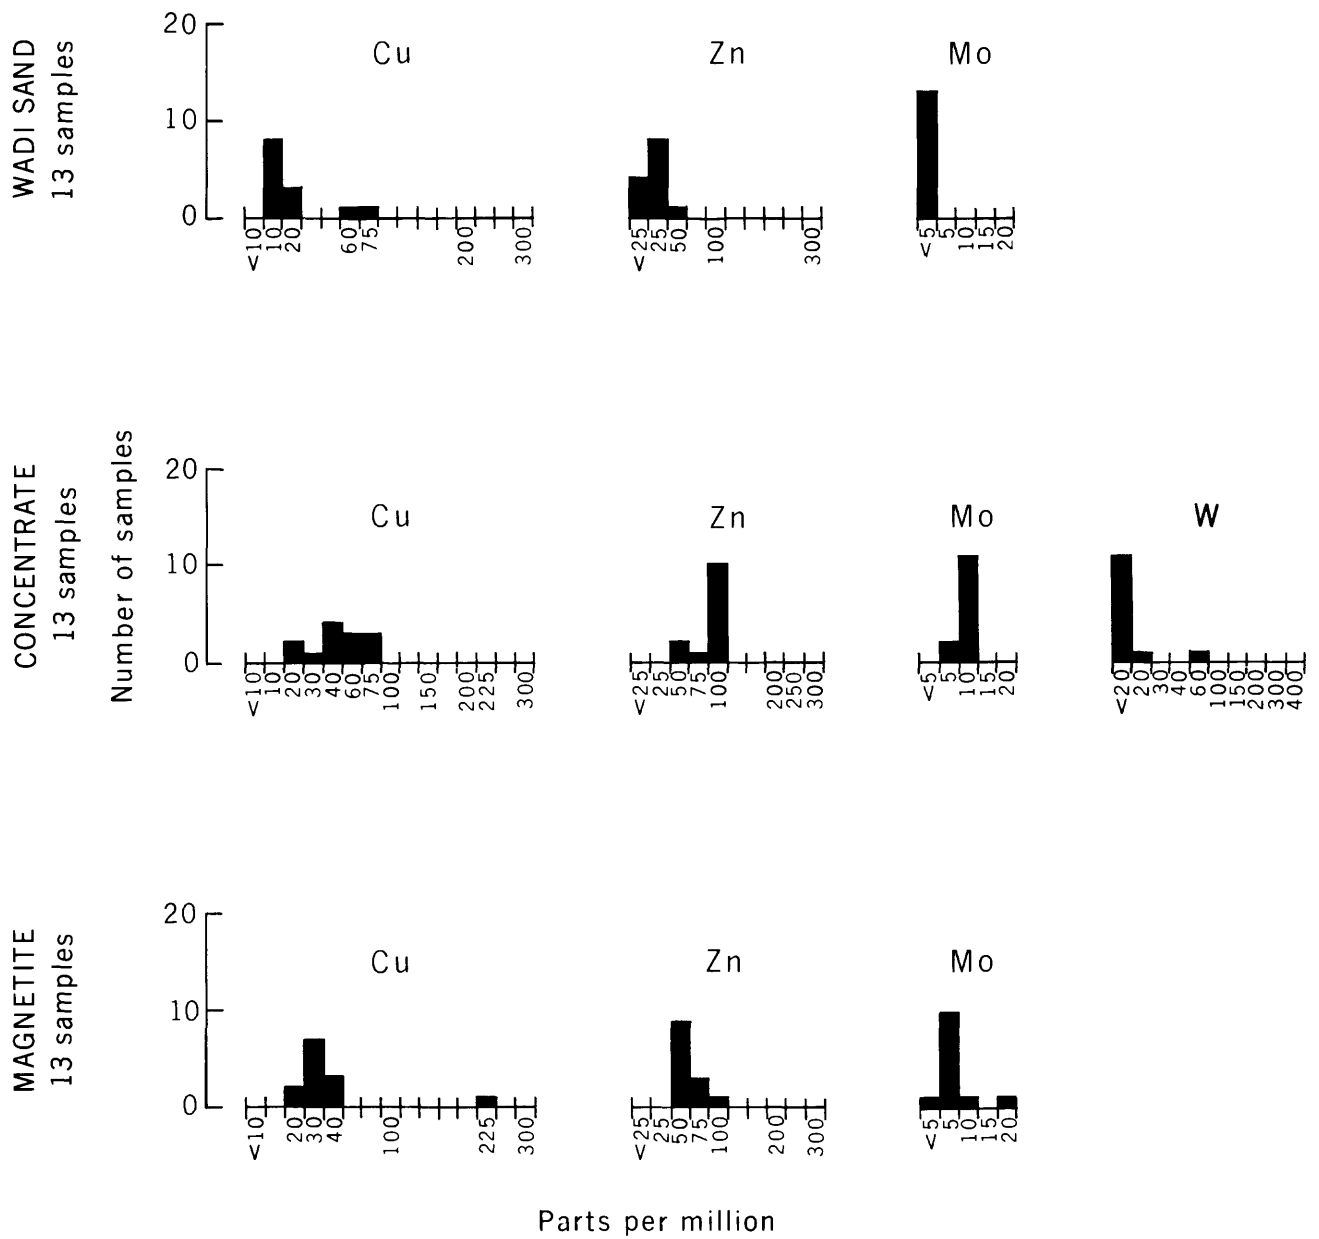 WADI SAND
13 samples
20
10
0
Cu
<10 10 20 60 75 200 300
Zn
<25 25 50 100 300
Mo
<5 5 10 15 20
CONCENTRATE
13 samples
Number of samples
20
10
0
Cu
<10 10 20 30 40 60 75 100 150 200 225 300
Zn
<25 25 50 75 100 200 250 300
Mo
<5 5 10 15 20
W
<20 20 30 40 60 100 150 200 300 400
MAGNETITE
13 samples
20
10
0
Cu
<10 20 30 40 100 225 300
Zn
<25 25 50 75 100 200 300
Mo
<5 5 10 15 20
Parts per million